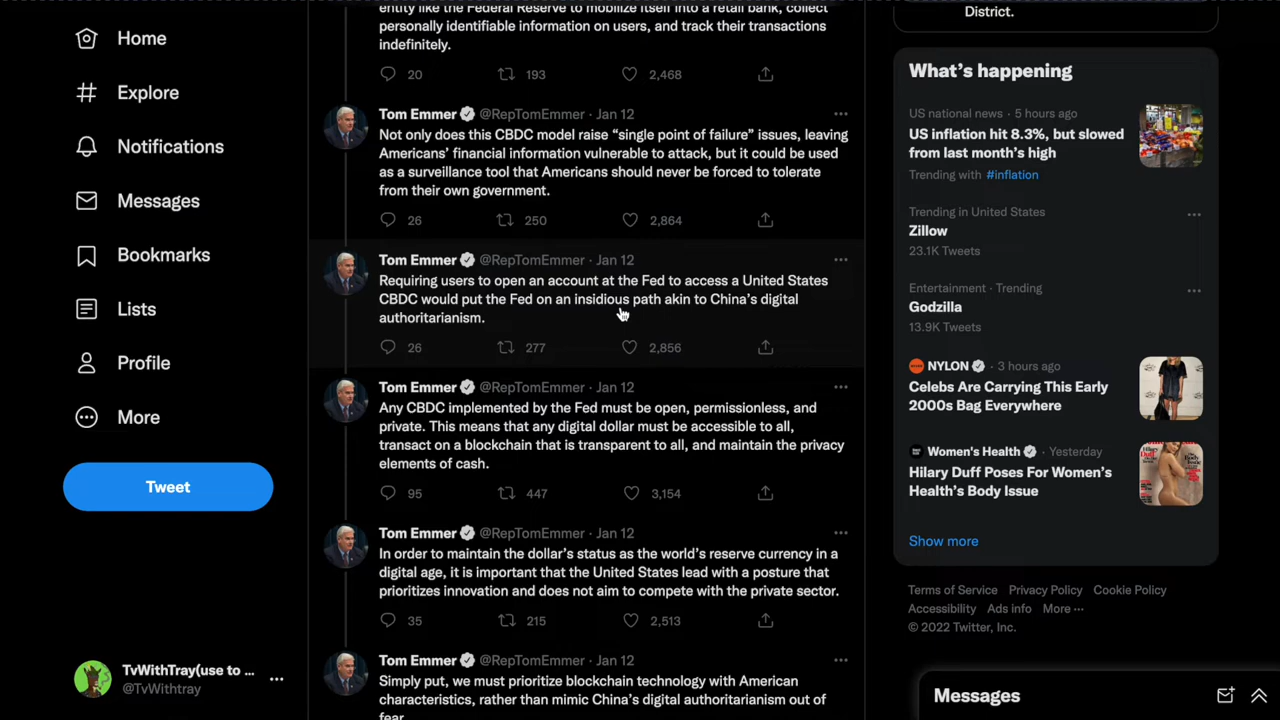 Home
Explore
Notifications
Messages
Bookmarks
Lists
Profile
More
Tweet
TvWithTray(use to ...
@TvWithtray
entity like the Federal Reserve to mobilize itself into a retail bank, collect
personally identifiable information on users, and track their transactions
indefinitely.
20 193 2,468
Tom Emmer @RepTomEmmer · Jan 12
Not only does this CBDC model raise “single point of failure” issues, leaving
Americans’ financial information vulnerable to attack, but it could be used
as a surveillance tool that Americans should never be forced to tolerate
from their own government.
26 250 2,864
Tom Emmer @RepTomEmmer · Jan 12
Requiring users to open an account at the Fed to access a United States
CBDC would put the Fed on an insidious path akin to China’s digital
authoritarianism.
26 277 2,856
Tom Emmer @RepTomEmmer · Jan 12
Any CBDC implemented by the Fed must be open, permissionless, and
private. This means that any digital dollar must be accessible to all,
transact on a blockchain that is transparent to all, and maintain the privacy
elements of cash.
95 447 3,154
Tom Emmer @RepTomEmmer · Jan 12
In order to maintain the dollar’s status as the world’s reserve currency in a
digital age, it is important that the United States lead with a posture that
prioritizes innovation and does not aim to compete with the private sector.
35 215 2,513
Tom Emmer @RepTomEmmer · Jan 12
Simply put, we must prioritize blockchain technology with American
characteristics, rather than mimic China’s digital authoritarianism out of
fear
District.
What’s happening
US national news · 5 hours ago
US inflation hit 8.3%, but slowed
from last month’s high
Trending with #inflation
Trending in United States
Zillow
23.1K Tweets
Entertainment · Trending
Godzilla
13.9K Tweets
NYLON · 3 hours ago
Celebs Are Carrying This Early
2000s Bag Everywhere
Women's Health · Yesterday
Hilary Duff Poses For Women’s
Health’s Body Issue
Show more
Terms of Service Privacy Policy Cookie Policy
Accessibility Ads info More ···
© 2022 Twitter, Inc.
Messages